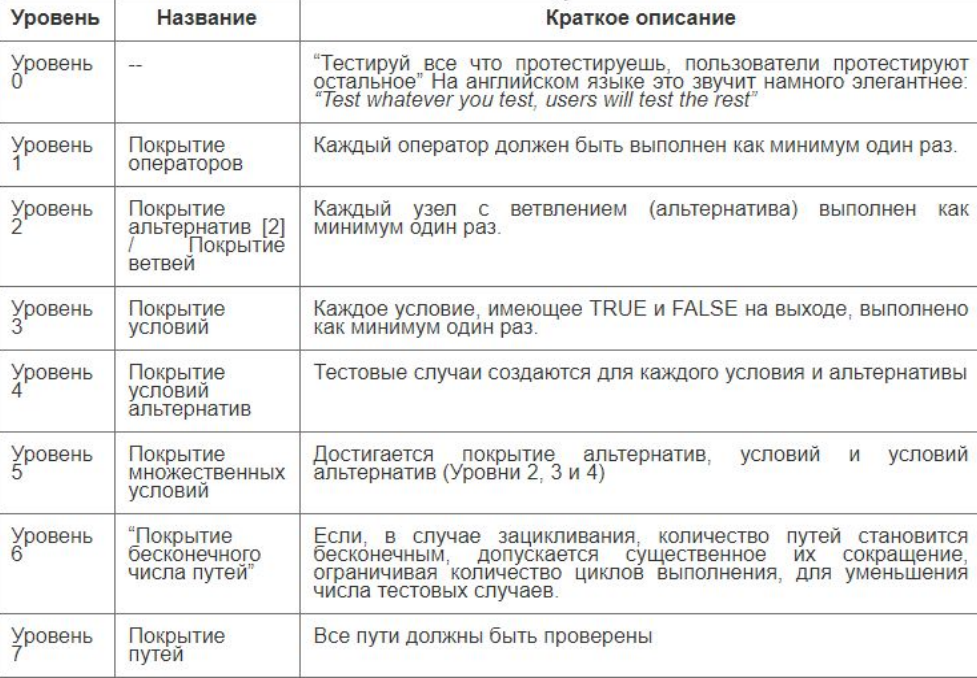 Уровень Название Краткое описание
Уровень 0
--
“Тестируй все что протестируешь, пользователи протестируют
остальное” На английском языке это звучит намного элегантнее:
“Test whatever you test, users will test the rest”
Уровень 1
Покрытие
операторов
Каждый оператор должен быть выполнен как минимум один раз.
Уровень 2
Покрытие
альтернатив [2]
/ Покрытие
ветвей
Каждый узел с ветвлением (альтернатива) выполнен как
минимум один раз.
Уровень 3
Покрытие
условий
Каждое условие, имеющее TRUE и FALSE на выходе, выполнено
как минимум один раз.
Уровень 4
Покрытие
условий
альтернатив
Тестовые случаи создаются для каждого условия и альтернативы
Уровень 5
Покрытие
множественных
условий
Достигается покрытие альтернатив, условий и условий
альтернатив (Уровни 2, 3 и 4)
Уровень 6
“Покрытие
бесконечного
числа путей”
Если, в случае зацикливания, количество путей становится
бесконечным, допускается существенное их сокращение,
ограничивая количество циклов выполнения, для уменьшения
числа тестовых случаев.
Уровень 7
Покрытие
путей
Все пути должны быть проверены